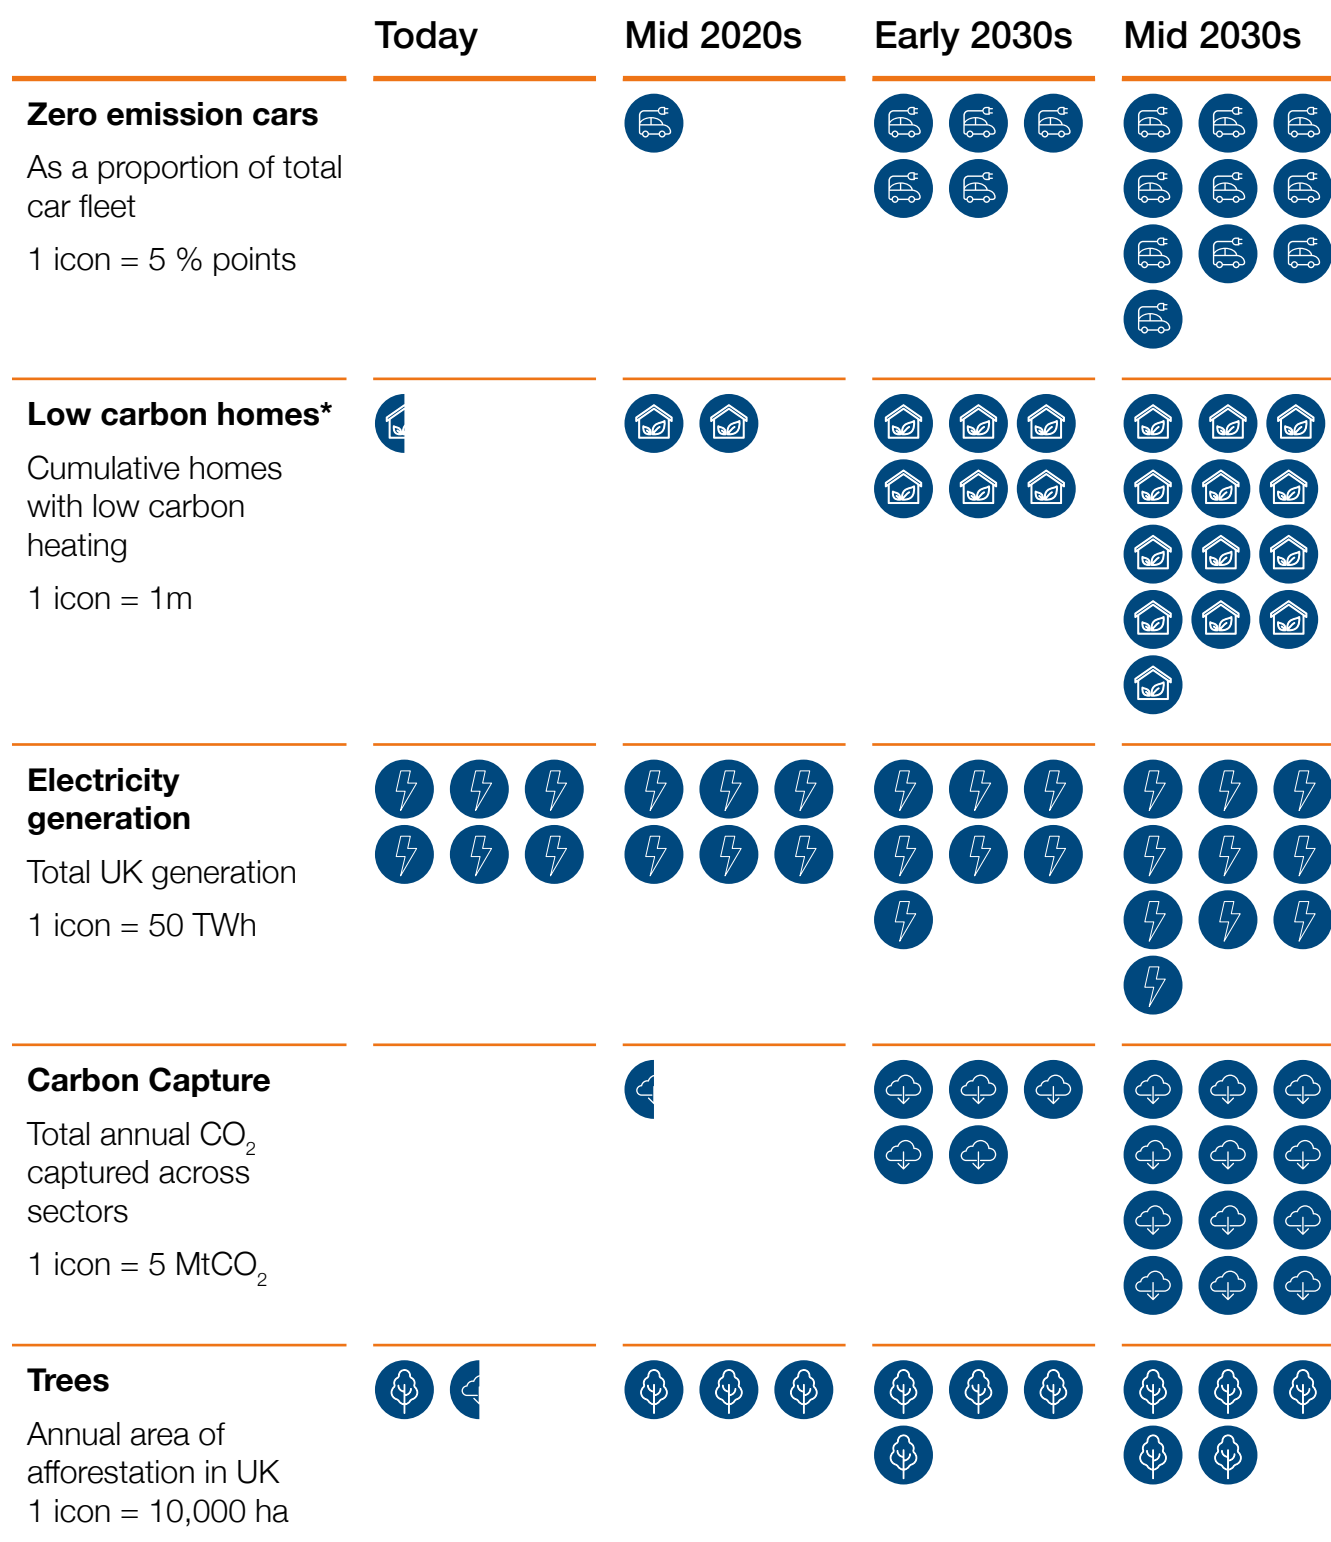 Today Mid 2020s Early 2030s Mid 2030s
Zero emission cars
As a proportion of total
car fleet
1 icon = 5 % points
Low carbon homes*
Cumulative homes
with low carbon
heating
1 icon = 1m
Electricity
generation
Total UK generation
1 icon = 50 TWh
Carbon Capture
Total annual CO₂
captured across
sectors
1 icon = 5 MtCO₂
Trees
Annual area of
afforestation in UK
1 icon = 10,000 ha